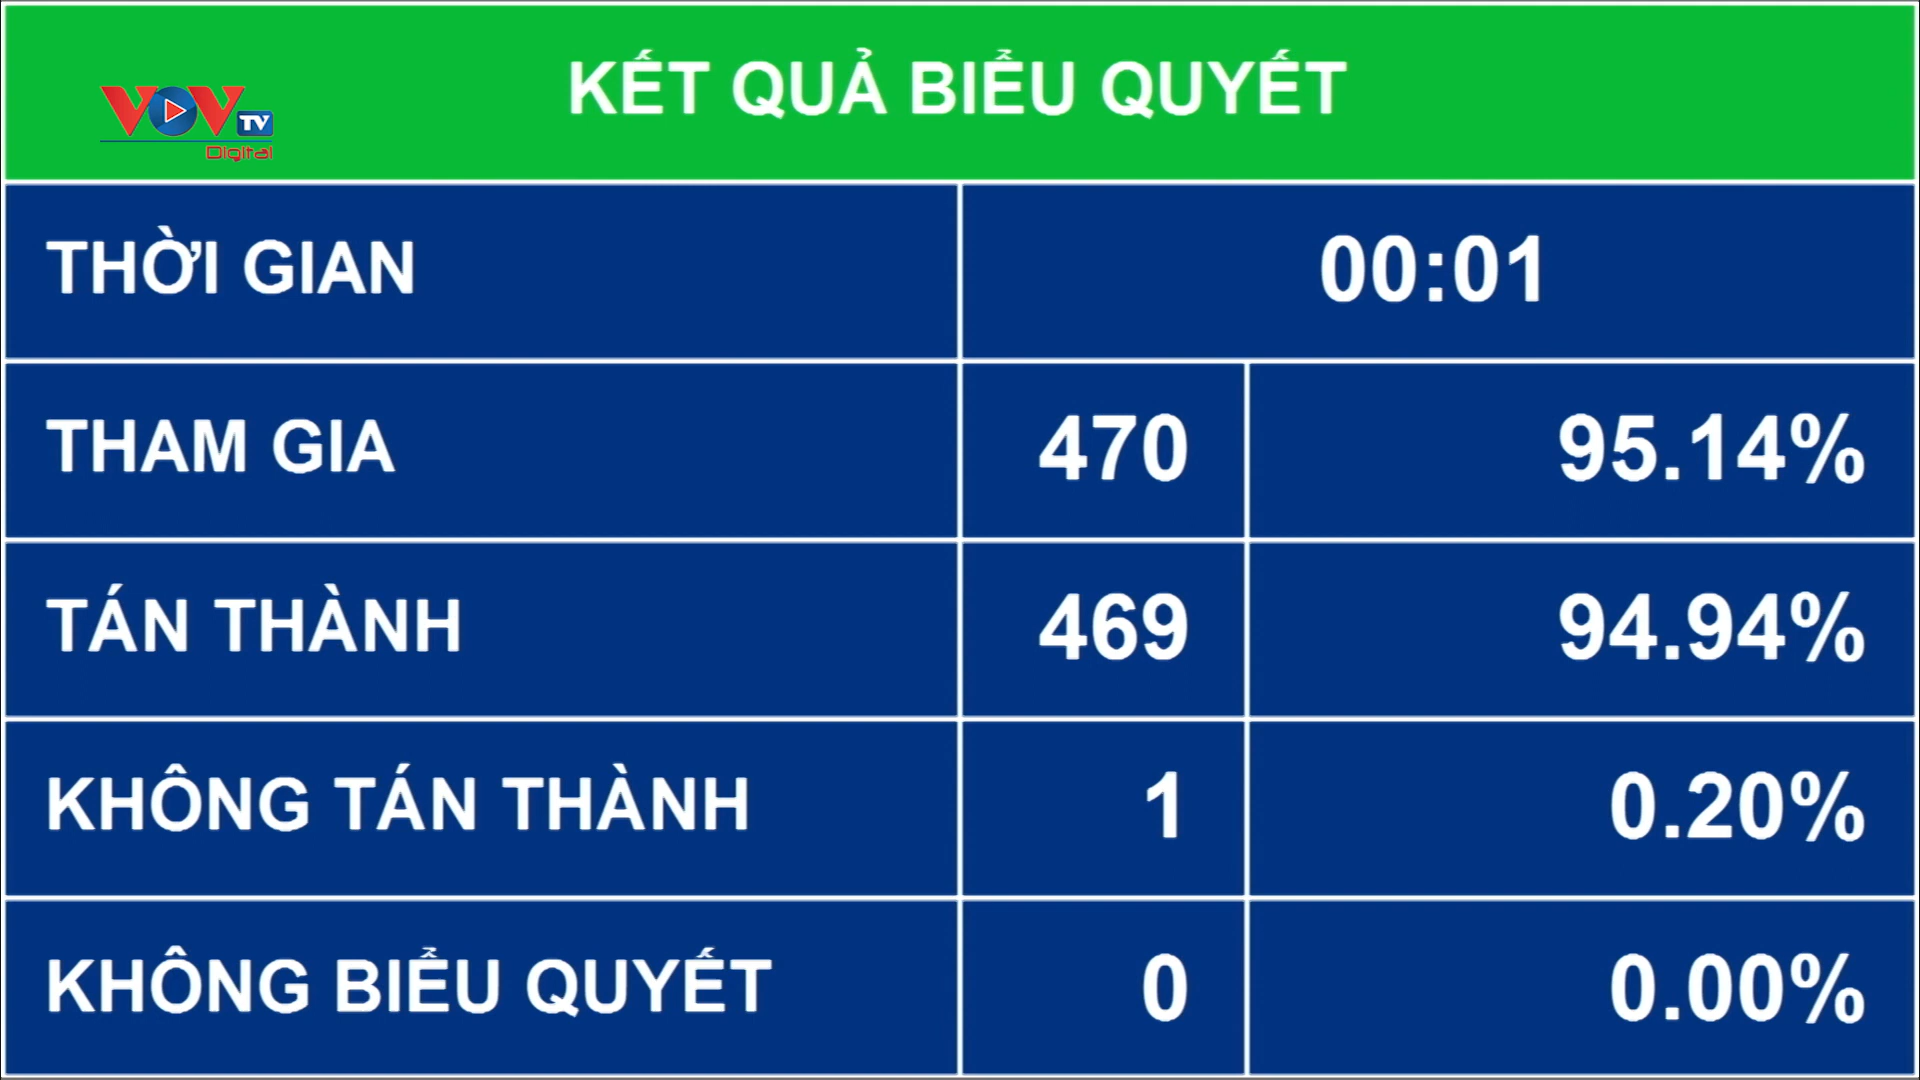 KẾT QUẢ BIỂU QUYẾT
VOV TV
Digital
THỜI GIAN 00:01
THAM GIA 470 95.14%
TÁN THÀNH 469 94.94%
KHÔNG TÁN THÀNH 1 0.20%
KHÔNG BIỂU QUYẾT 0 0.00%